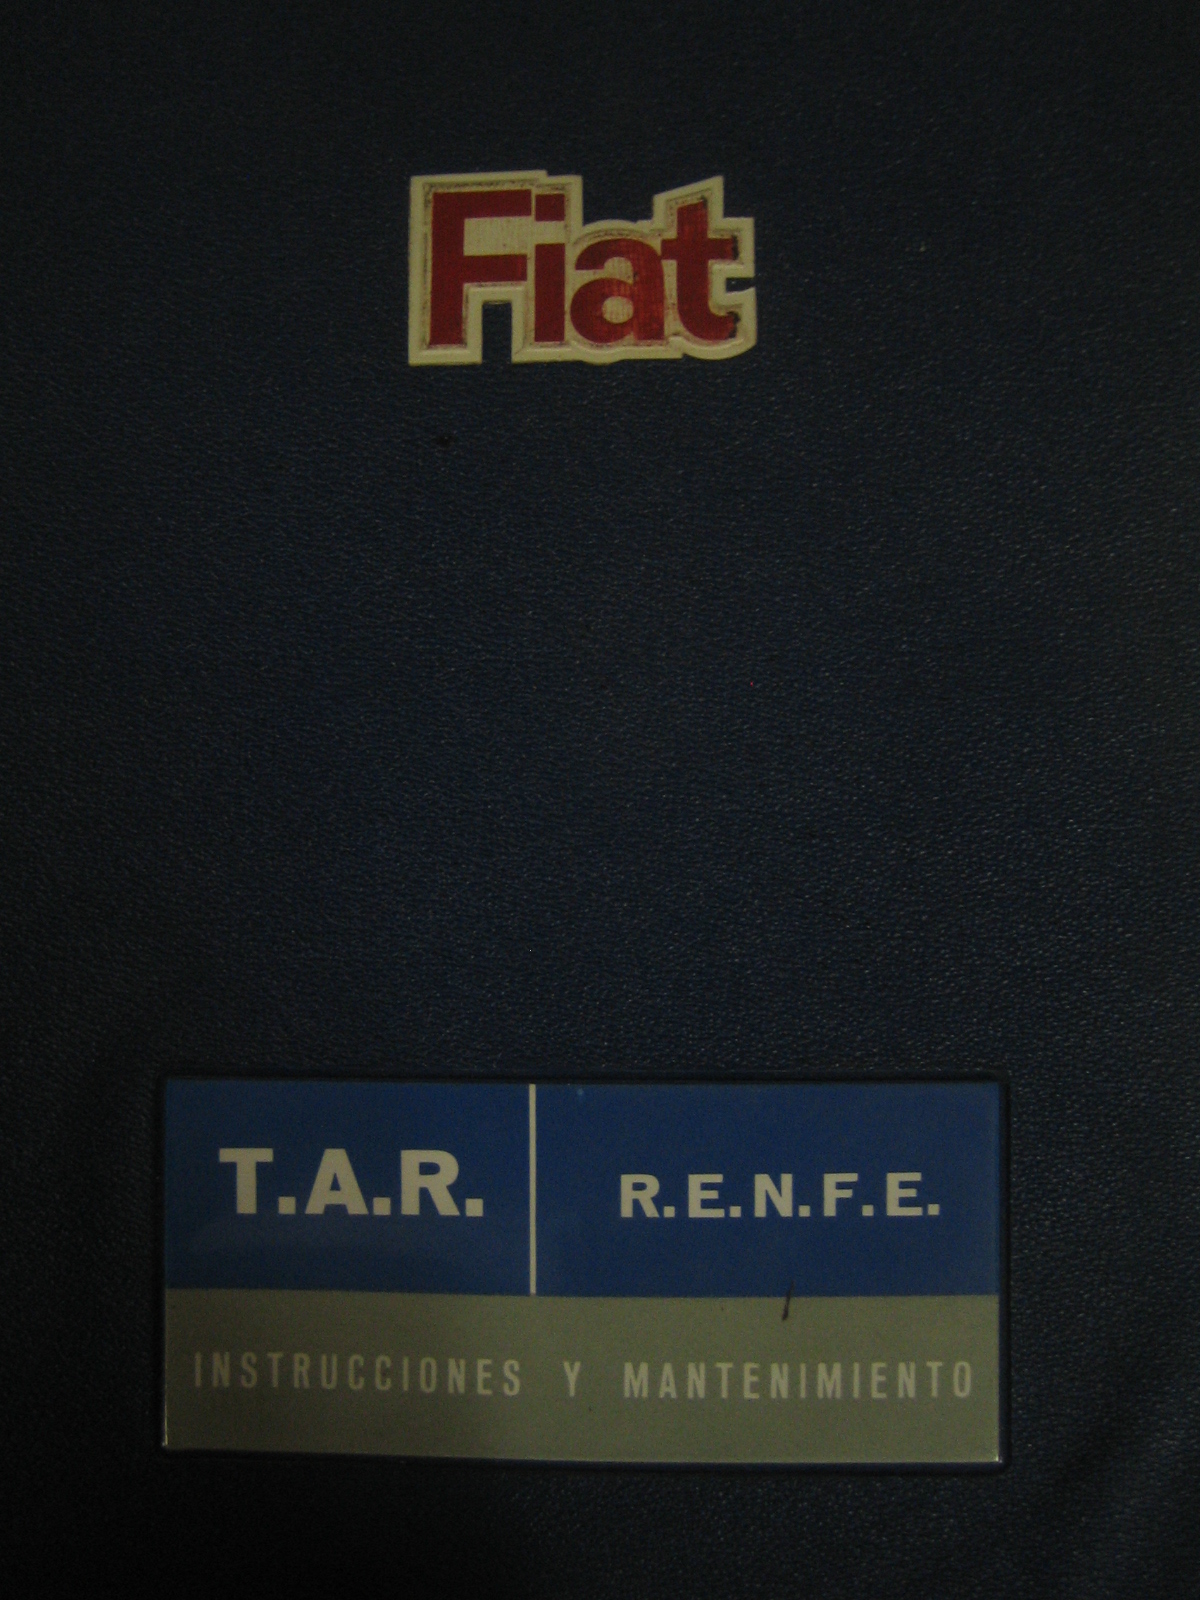 Fiat
T.A.R. R.E.N.F.E.
INSTRUCCIONES Y MANTENIMIENTO